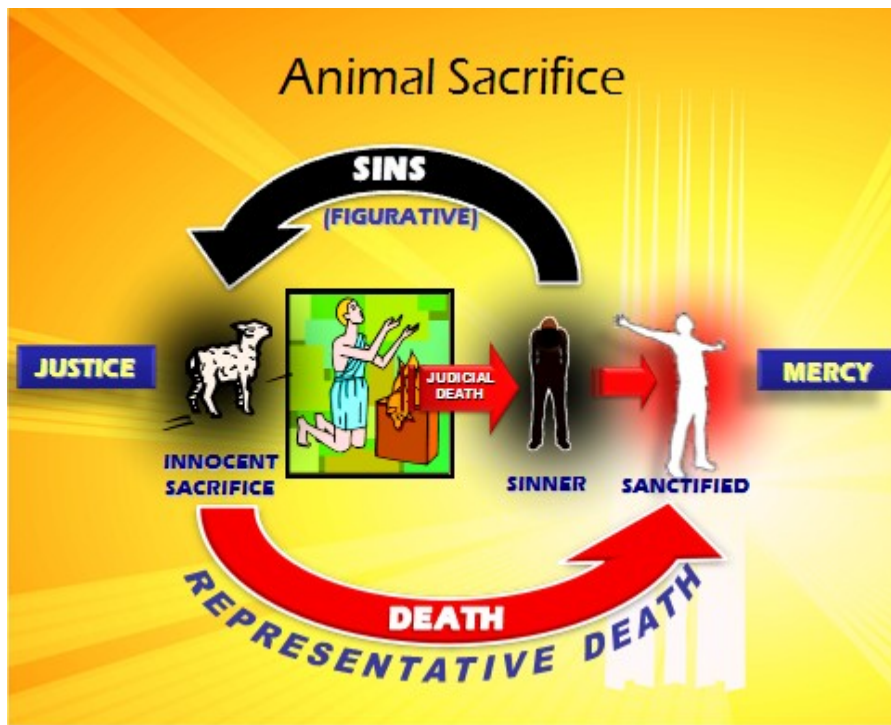 Animal Sacrifice
SINS
(FIGURATIVE)
JUSTICE
JUDICIAL
DEATH
MERCY
INNOCENT
SACRIFICE
SINNER
SANCTIFIED
DEATH
REPRESENTATIVE DEATH